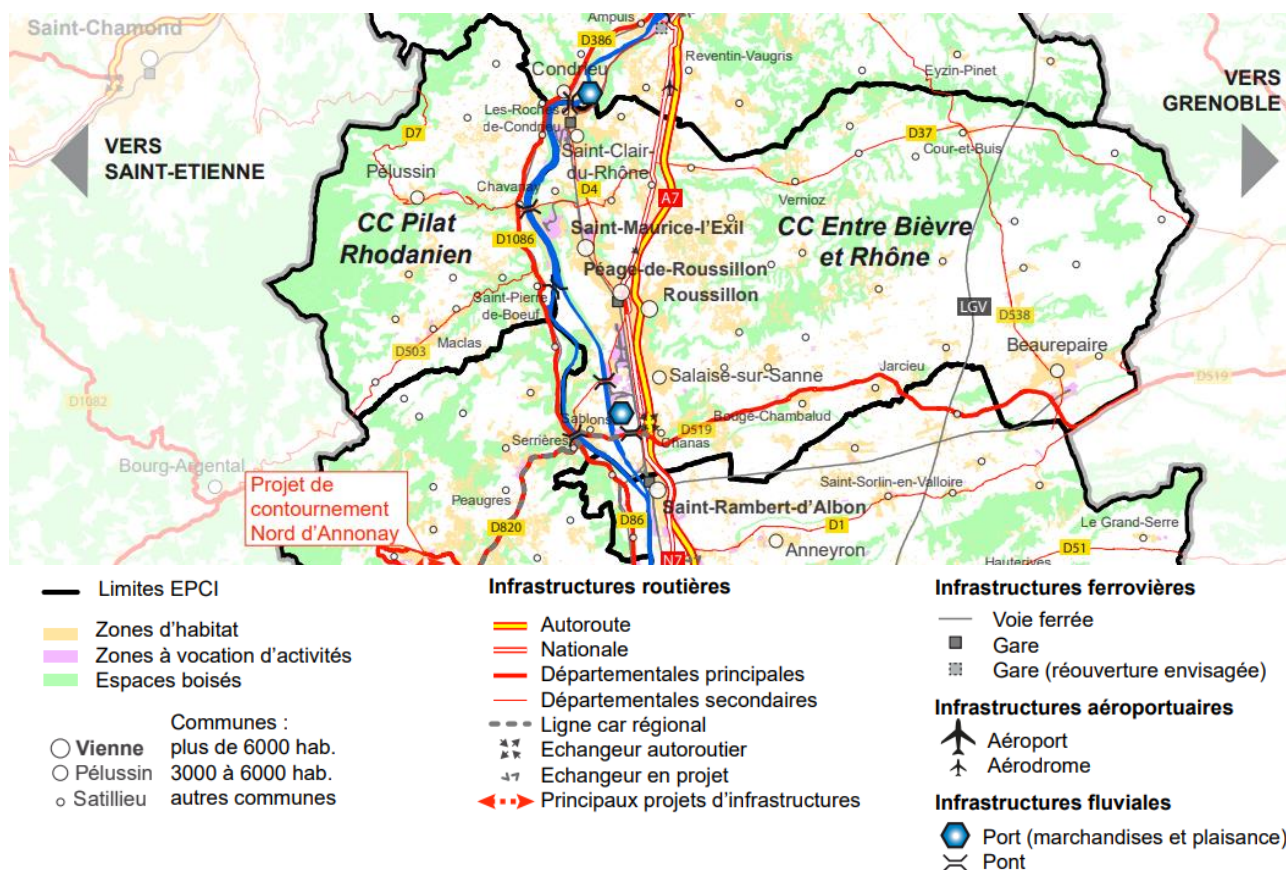 Saint-Chamond
Ampuis
D386
Reventin-Vaugris
Condrieu
Eyzin-Pinet
VERS
GRENOBLE
Les-Roches
de-Condrieu
D7
D37
VERS
SAINT-ETIENNE
Saint-Clair
du-Rhône
Cour-et-Buis
Pélussin
Chavanay
D4
A7
Vernioz
CC Pilat
Rhodanien
D1086
Saint-Maurice-l'Exil
CC Entre Bièvre
et Rhône
Péage-de-Roussillon
Roussillon
Saint-Pierre
de-Boeuf
LGV
D538
Maclas
D503
Beaurepaire
Salaise-sur-Sanne
Jarcieu
D519
D1082
Sablons
Bougé-Chambalud
Serrières
D519
Chanas
Bourg-Argental
Projet de
contournement
Nord d'Annonay
Peaugres
Saint-Sorlin-en-Valloire
Saint-Rambert-d'Albon
D820
D86
D1
Le Grand-Serre
Anneyron
D51
N7
Hauterives
Limites EPCI
Zones d'habitat
Zones à vocation d'activités
Espaces boisés
Communes :
Vienne plus de 6000 hab.
Pélussin 3000 à 6000 hab.
Satillieu autres communes
Infrastructures routières
Autoroute
Nationale
Départementales principales
Départementales secondaires
Ligne car régional
Echangeur autoroutier
Echangeur en projet
Principaux projets d'infrastructures
Infrastructures ferrovières
Voie ferrée
Gare
Gare (réouverture envisagée)
Infrastructures aéroportuaires
Aéroport
Aérodrome
Infrastructures fluviales
Port (marchandises et plaisance)
Pont